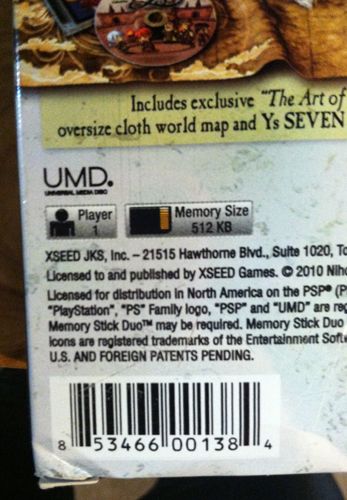 Includes exclusive "The Art of
oversize cloth world map and Ys SEVEN
UMD.
UNIVERSAL MEDIA DISC
Player
1
Memory Size
512 KB
XSEED JKS, Inc. – 21515 Hawthorne Blvd., Suite 1020, To
Licensed to and published by XSEED Games. © 2010 Niho
Licensed for distribution in North America on the PSP® (P
"PlayStation", "PS" Family logo, "PSP" and "UMD" are reg
Memory Stick Duo™ may be required. Memory Stick Duo
icons are registered trademarks of the Entertainment Softw
U.S. AND FOREIGN PATENTS PENDING.
8 53466 00138 4